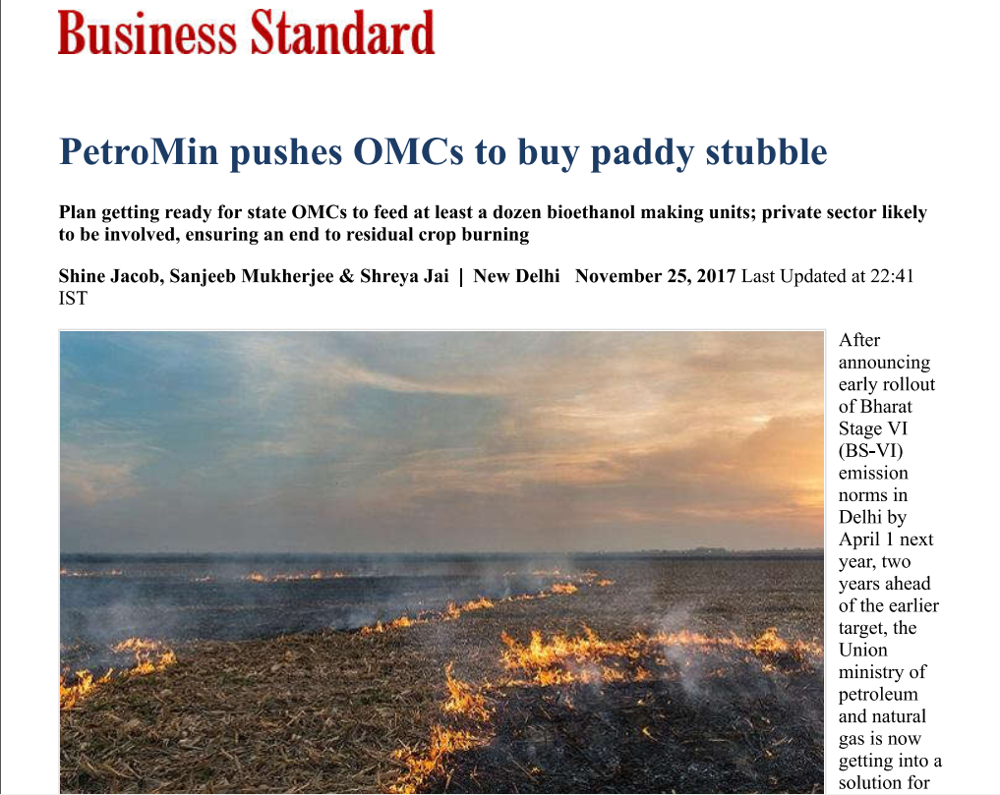 Business Standard
PetroMin pushes OMCs to buy paddy stubble
Plan getting ready for state OMCs to feed at least a dozen bioethanol making units; private sector likely
to be involved, ensuring an end to residual crop burning
Shine Jacob, Sanjeeb Mukherjee & Shreya Jai | New Delhi November 25, 2017 Last Updated at 22:41
IST
After
announcing
early rollout
of Bharat
Stage VI
(BS-VI)
emission
norms in
Delhi by
April 1 next
year, two
years ahead
of the earlier
target, the
Union
ministry of
petroleum
and natural
gas is now
getting into a
solution for